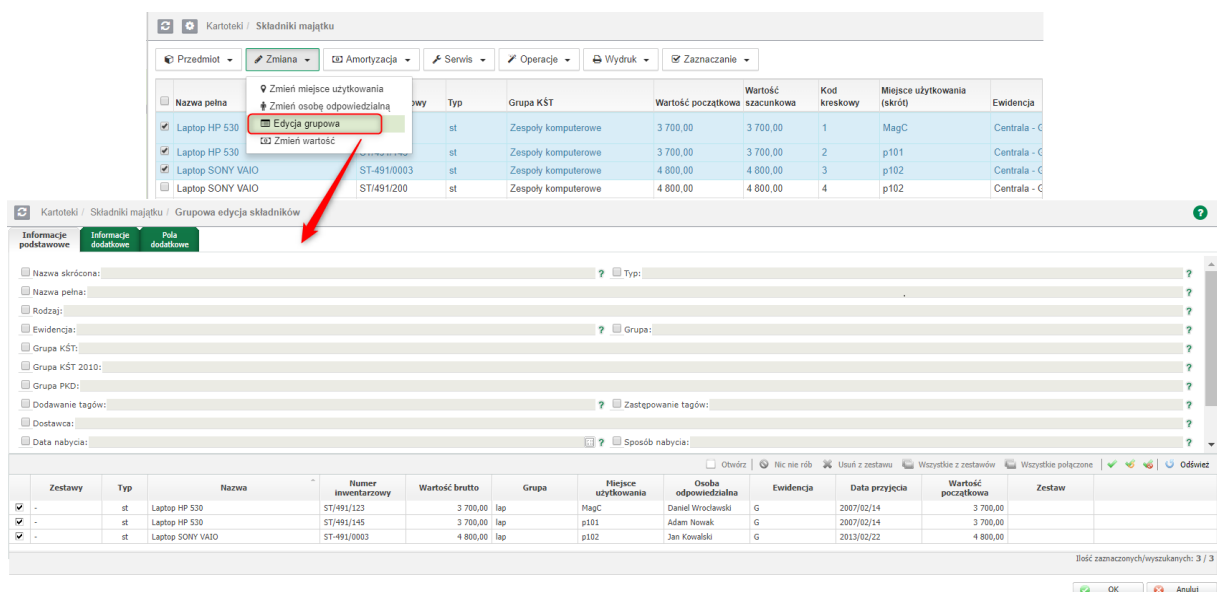 Kartoteki / Składniki majątku
Przedmiot Zmiana Amortyzacja Serwis Operacje Wydruk Zaznaczanie
Zmień miejsce użytkowania
Zmień osobę odpowiedzialną
Edycja grupowa
Zmień wartość
Nazwa pełna owy Typ Grupa KŚT Wartość początkowa Wartość szacunkowa Kod kreskowy Miejsce użytkowania (skrót) Ewidencja
Laptop HP 530 st Zespoły komputerowe 3 700,00 3 700,00 1 MagC Centrala - G
Laptop HP 530 ST/491/145 st Zespoły komputerowe 3 700,00 3 700,00 2 p101 Centrala - G
Laptop SONY VAIO ST-491/0003 st Zespoły komputerowe 4 800,00 4 800,00 3 p102 Centrala - G
Laptop SONY VAIO ST/491/200 st Zespoły komputerowe 4 800,00 4 800,00 4 p102 Centrala - G
Kartoteki / Składniki majątku / Grupowa edycja składników ?
Informacje podstawowe Informacje dodatkowe Pola dodatkowe
Nazwa skrócona: ? Typ: ?
Nazwa pełna: ?
Rodzaj: ?
Ewidencja: ? Grupa: ?
Grupa KŚT: ?
Grupa KŚT 2010: ?
Grupa PKD: ?
Dodawanie tagów: ? Zastępowanie tagów: ?
Dostawca: ?
Data nabycia: ? Sposób nabycia: ?
Otwórz Nic nie rób Usuń z zestawu Wszystkie z zestawów Wszystkie połączone Odśwież
Zestawy Typ Nazwa Numer inwentarzowy Wartość brutto Grupa Miejsce użytkowania Osoba odpowiedzialna Ewidencja Data przyjęcia Wartość początkowa Zestaw
- st Laptop HP 530 ST/491/123 3 700,00 lap MagC Daniel Wrocławski G 2007/02/14 3 700,00
- st Laptop HP 530 ST/491/145 3 700,00 lap p101 Adam Nowak G 2007/02/14 3 700,00
- st Laptop SONY VAIO ST-491/0003 4 800,00 lap p102 Jan Kowalski G 2013/02/22 4 800,00
Ilość zaznaczonych/wyszukanych: 3 / 3
OK Anuluj